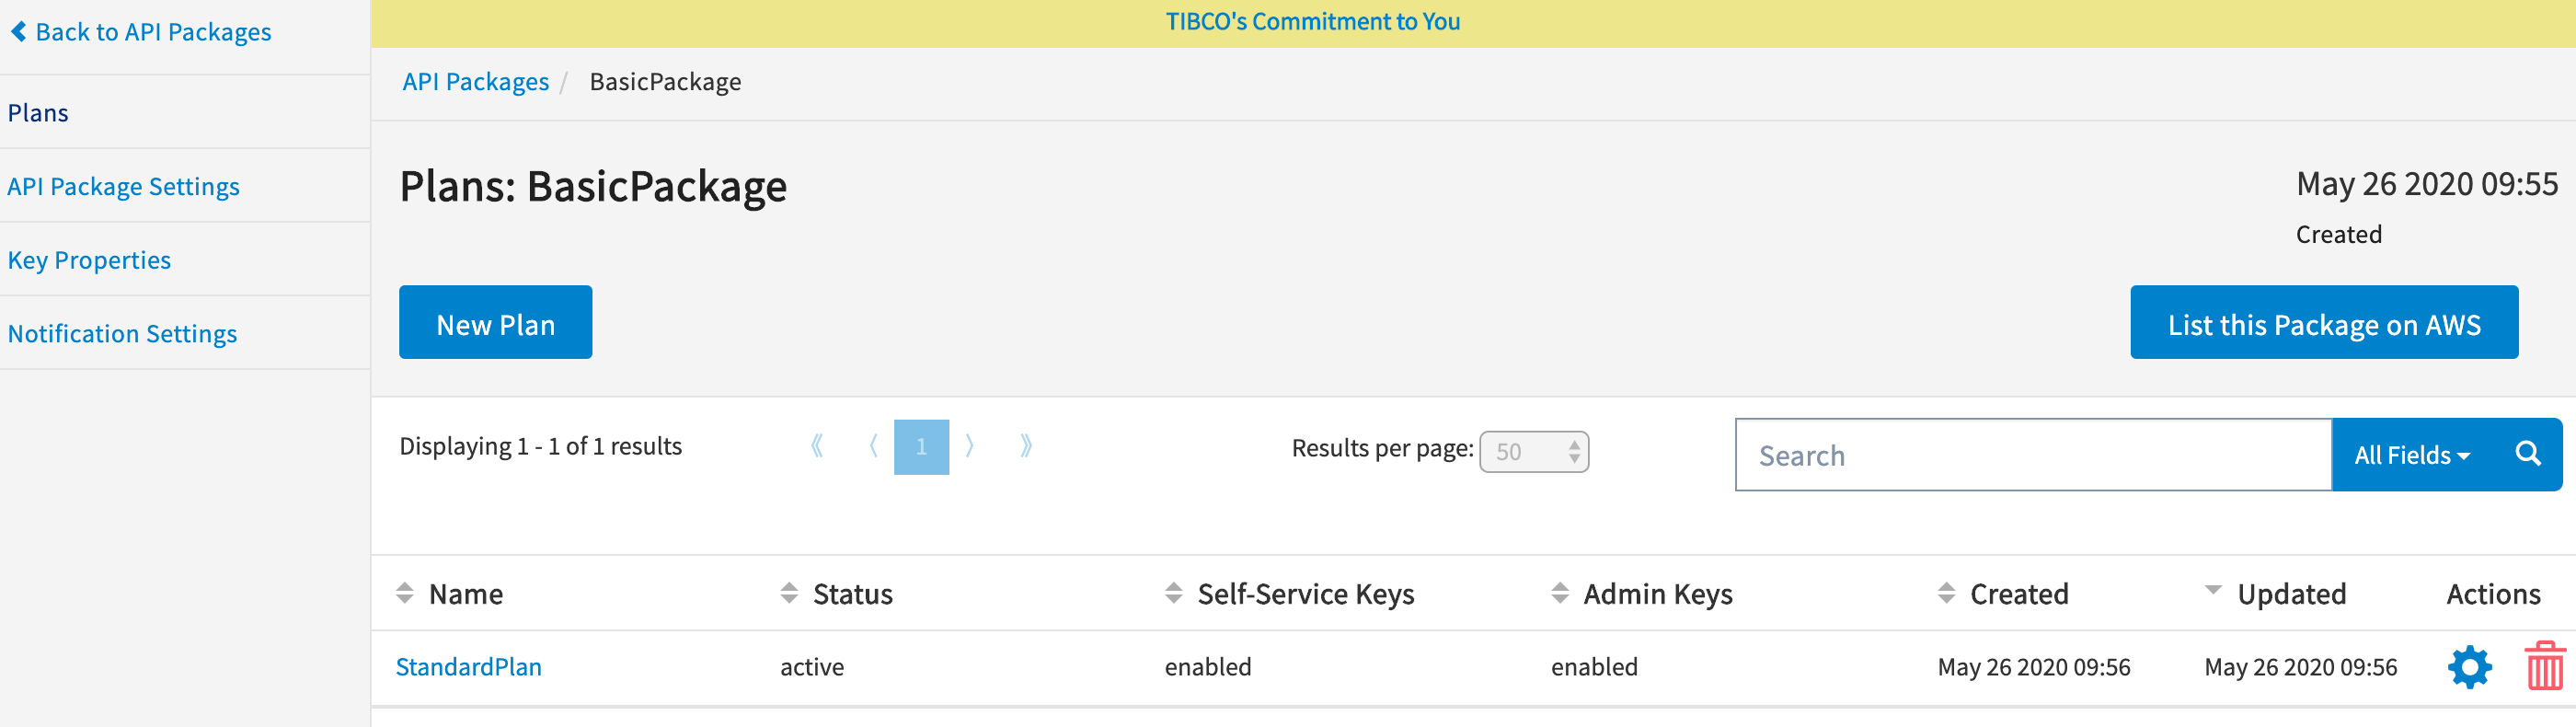 Back to API Packages
Plans
API Package Settings
Key Properties
Notification Settings
TIBCO's Commitment to You
API Packages / BasicPackage
Plans: BasicPackage
May 26 2020 09:55
Created
New Plan
List this Package on AWS
Displaying 1 - 1 of 1 results
1
Results per page: 50
Search
All Fields
Name Status Self-Service Keys Admin Keys Created Updated Actions
StandardPlan active enabled enabled May 26 2020 09:56 May 26 2020 09:56